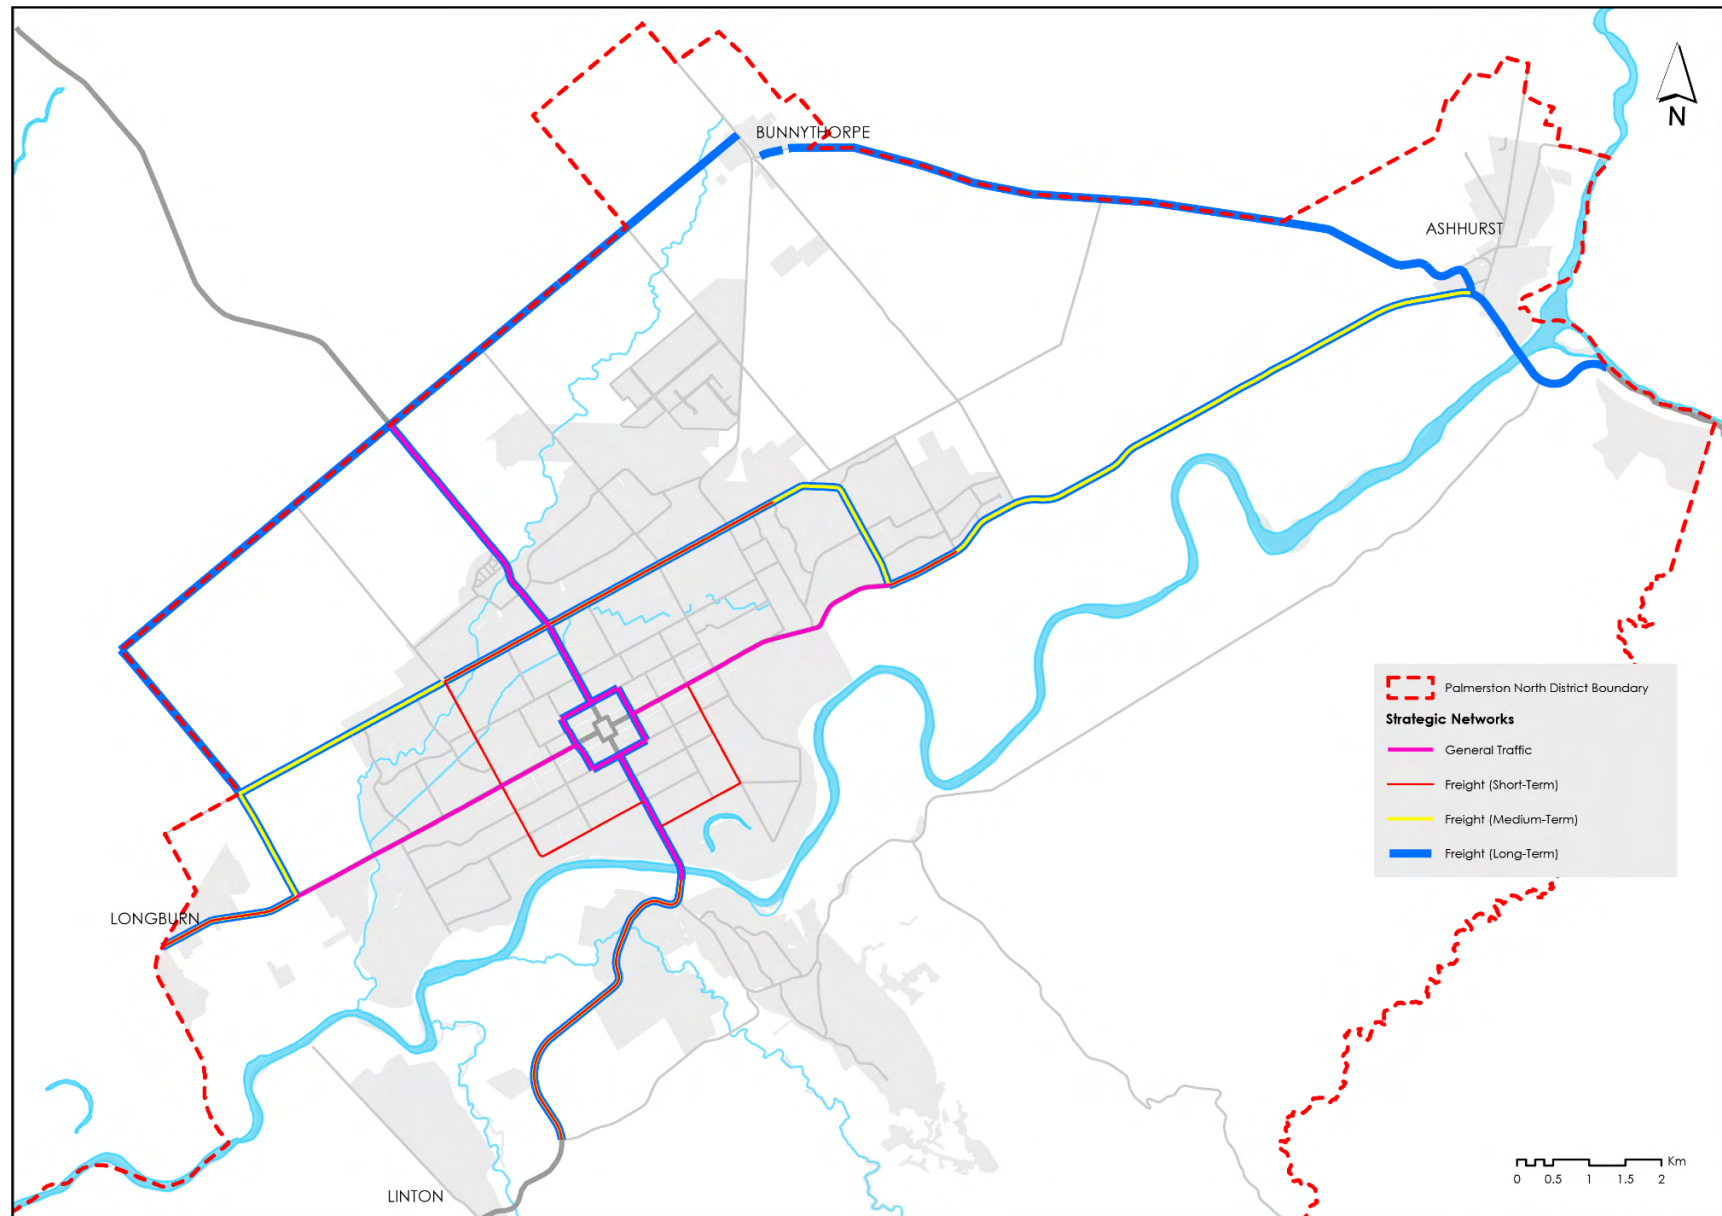 BUNNYTHORPE
N
ASHHURST
Palmerston North District Boundary
Strategic Networks
General Traffic
Freight (Short-Term)
Freight (Medium-Term)
Freight (Long-Term)
LONGBURN
LINTON
Km
0 0.5 1 1.5 2